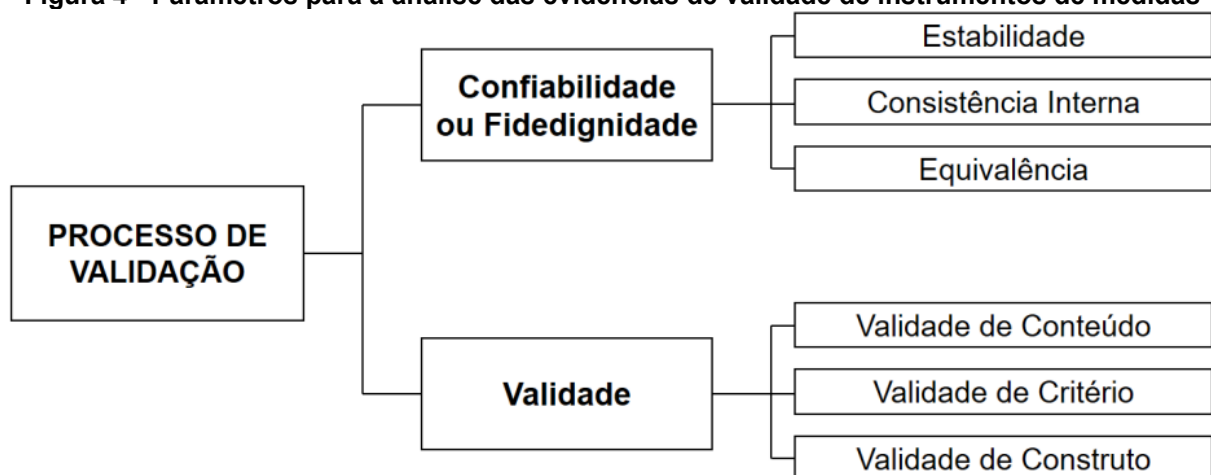 Figura 4 - Parâmetros para a análise das evidências de validade de instrumentos de medidas
Estabilidade
Confiabilidade
ou Fidedignidade
Consistência Interna
Equivalência
PROCESSO DE
VALIDAÇÃO
Validade de Conteúdo
Validade
Validade de Critério
Validade de Construto